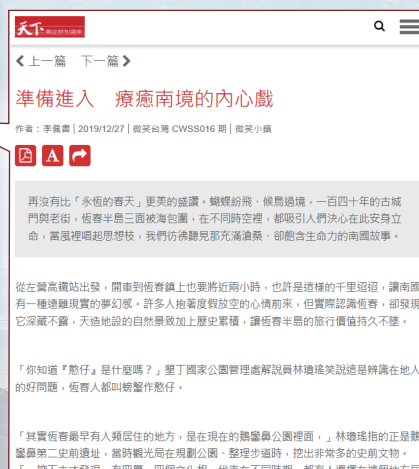 天下雜誌群知識庫
上一篇 下一篇
準備進入 療癒南境的內心戲
作者：李佩書│2019/12/27│微笑台灣 CWSS016 期│微笑小鎮
A
再沒有比「永恆的春天」更美的盛讚。蝴蝶紛飛、候鳥過境，一百四十年的古城
門與老街，恆春半島三面被海包圍，在不同時空裡，都吸引人們決心在此安身立
命，當風裡唱起思想枝，我們彷彿聽見那充滿滄桑、卻飽含生命力的南國故事。
從左營高鐵站出發，開車到恆春鎮上也要將近兩小時，也許是這樣的千里迢迢，讓南國
有一種遠離現實的夢幻感。許多人抱著度假放空的心情前來，但實際認識恆春，卻發現
它深藏不露，天造地設的自然景致加上歷史累積，讓恆春半島的旅行價值持久不墜。
「你知道『憨仔』是什麼嗎？」墾丁國家公園管理處解說員林瓊瑤笑說這是辨識在地人
的好問題，恆春人都叫螃蟹作憨仔。
「其實恆春最早有人類居住的地方，是在現在的鵝鑾鼻公園裡面，」林瓊瑤指的正是鵝
鑾鼻第二史前遺址，當時觀光局在規劃公園、整理步道時，挖出非常多的史前文物。